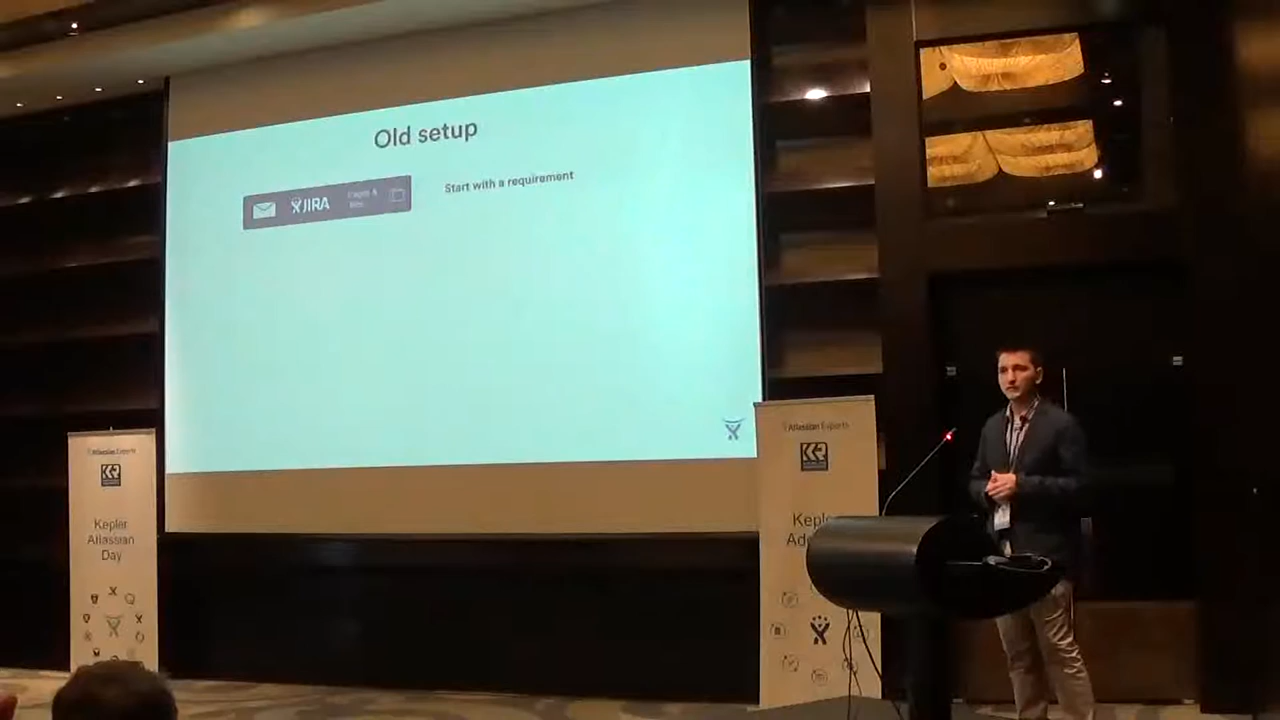 Old setup
JIRA
Start with a requirement
Atlassian Experts
Kepler
Atlassian
Day
Atlassian Experts
Kepler